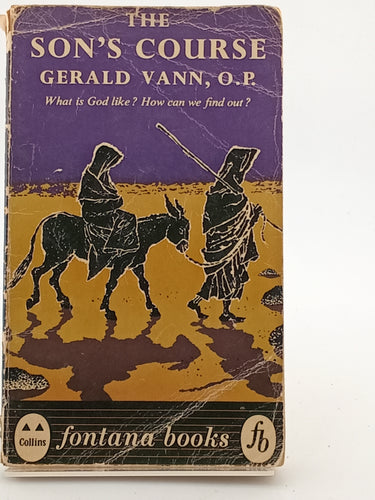 THE
SON'S COURSE
GERALD VANN, O.P.
What is God like? How can we find out?
Collins
fontana books
fb